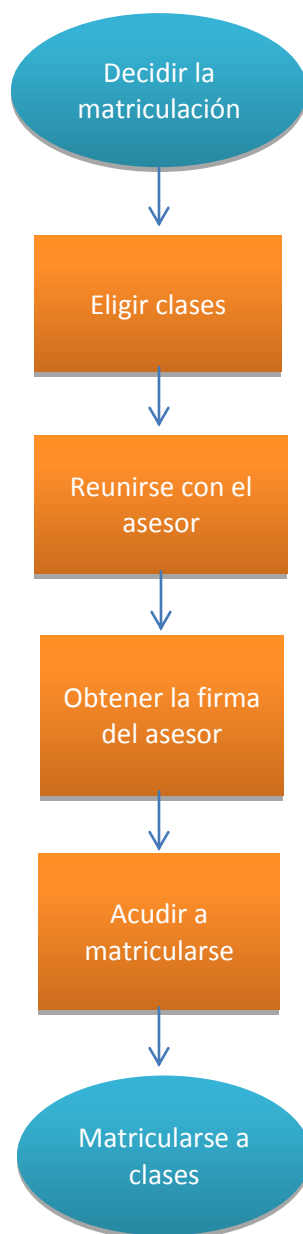 Decidir la
matriculación
Eligir clases
Reunirse con el
asesor
Obtener la firma
del asesor
Acudir a
matricularse
Matricularse a
clases